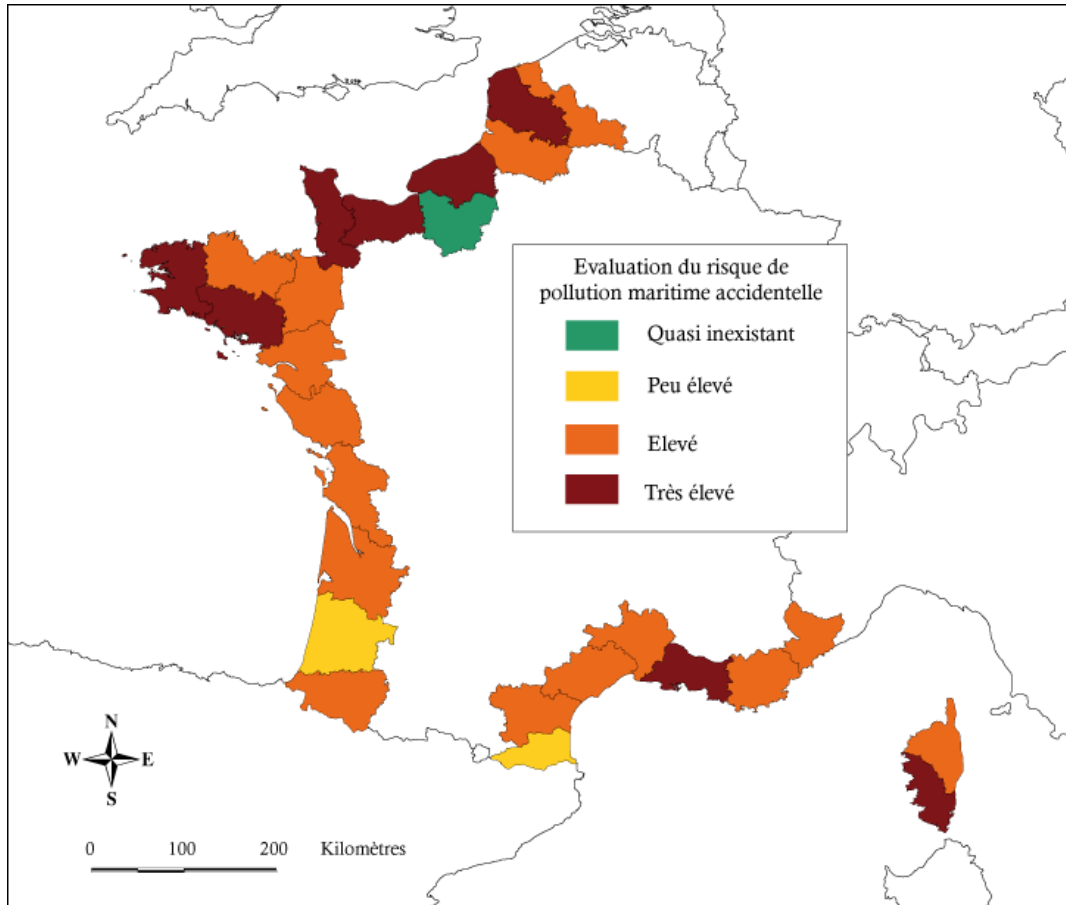 Evaluation du risque de
pollution maritime accidentelle
Quasi inexistant
Peu élevé
Elevé
Très élevé
N
W E
S
0 100 200 Kilomètres